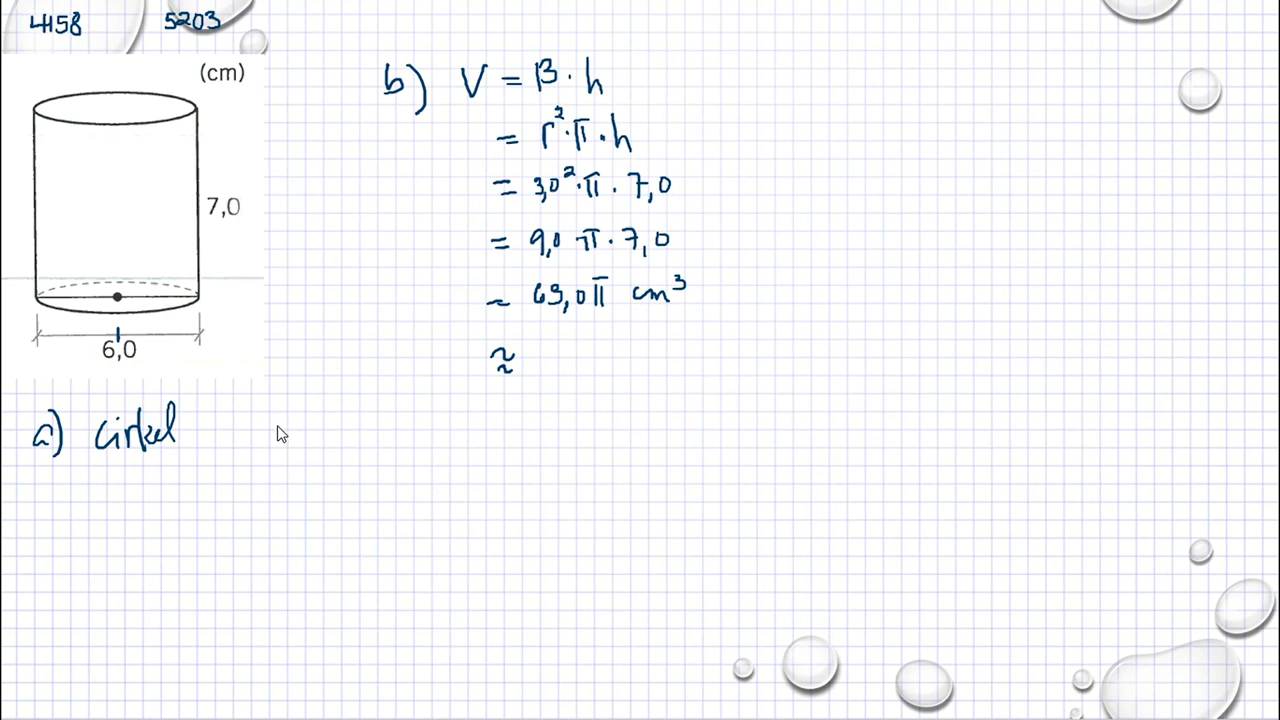 4158 5203
(cm)
7,0
6,0
a) cirkel
b) V = B · h
= r²·π · h
= 3,0²·π · 7,0
= 9,0 π · 7,0
= 63,0π cm³
≈